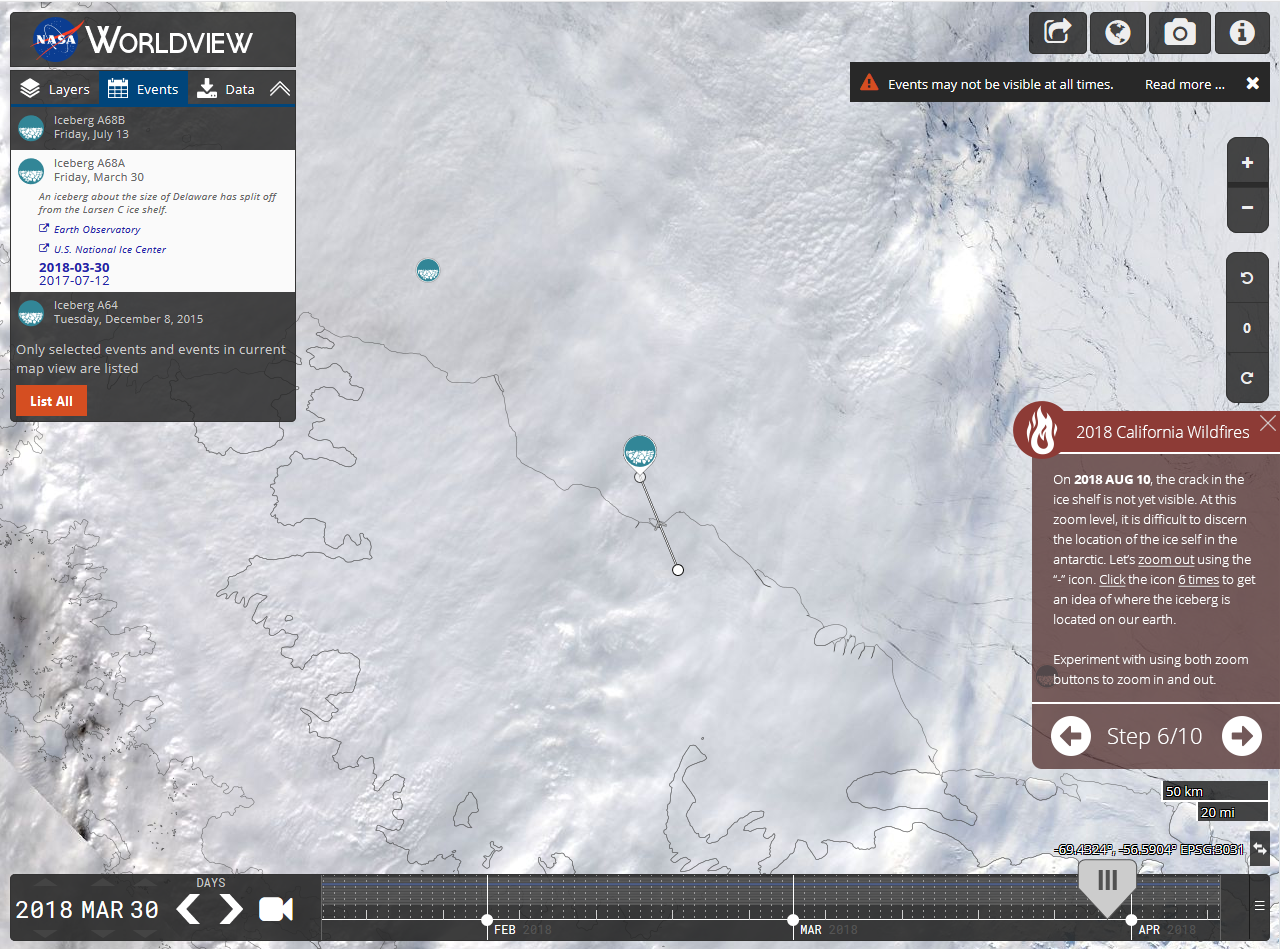 NASA WORLDVIEW
Layers
Events
Data
Iceberg A68B
Friday, July 13
Iceberg A68A
Friday, March 30
An iceberg about the size of Delaware has split off
from the Larsen C ice shelf.
Earth Observatory
U.S. National Ice Center
2018-03-30
2017-07-12
Iceberg A64
Tuesday, December 8, 2015
Only selected events and events in current
map view are listed
List All
Events may not be visible at all times.
Read more ...
+
−
0
2018 California Wildfires
On 2018 AUG 10, the crack in the
ice shelf is not yet visible. At this
zoom level, it is difficult to discern
the location of the ice self in the
antarctic. Let's zoom out using the
"-" icon. Click the icon 6 times to get
an idea of where the iceberg is
located on our earth.
Experiment with using both zoom
buttons to zoom in and out.
Step 6/10
50 km
20 mi
-69.4324°, -56.5904° EPSG:3031
DAYS
2018 MAR 30
FEB 2018
MAR 2018
APR 2018